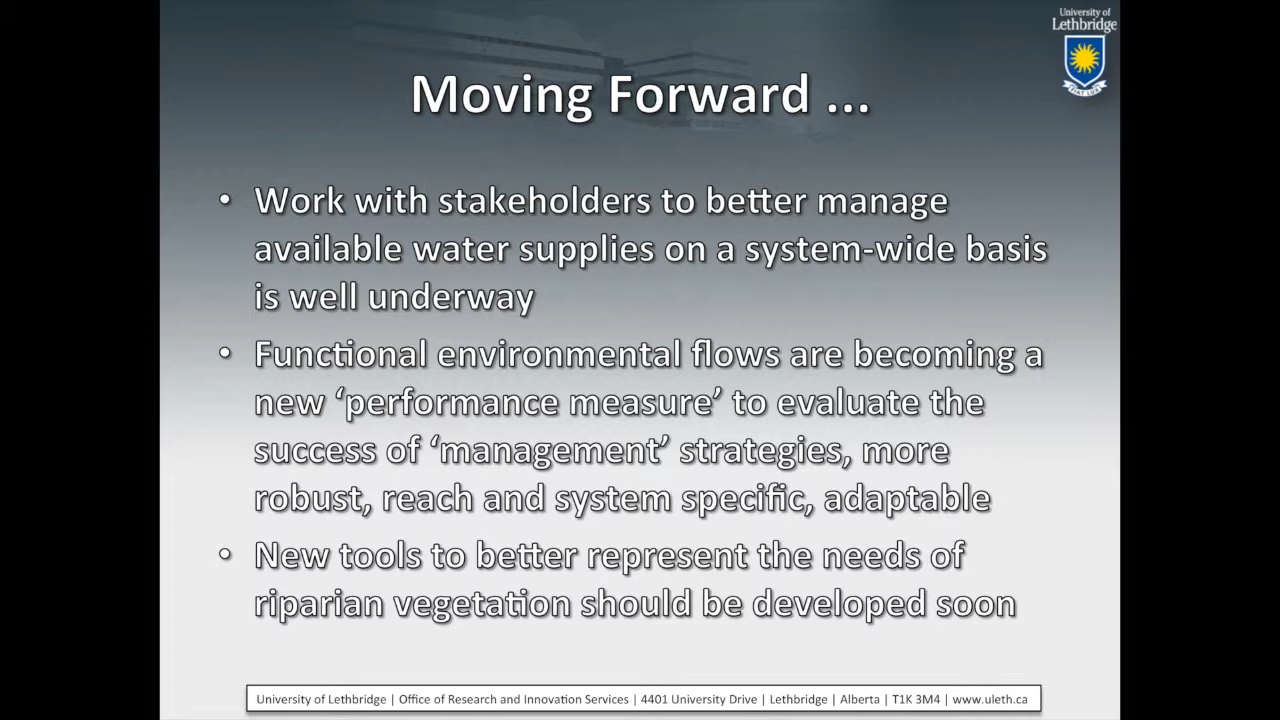 University of
Lethbridge
FIAT LUX
Moving Forward ...
• Work with stakeholders to better manage
available water supplies on a system-wide basis
is well underway
• Functional environmental flows are becoming a
new ‘performance measure’ to evaluate the
success of ‘management’ strategies, more
robust, reach and system specific, adaptable
• New tools to better represent the needs of
riparian vegetation should be developed soon
University of Lethbridge | Office of Research and Innovation Services | 4401 University Drive | Lethbridge | Alberta | T1K 3M4 | www.uleth.ca